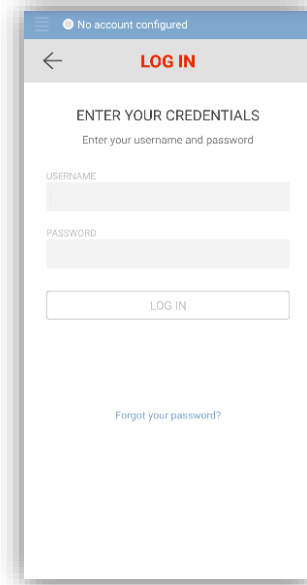 No account configured
LOG IN
ENTER YOUR CREDENTIALS
Enter your username and password
USERNAME
PASSWORD
LOG IN
Forgot your password?